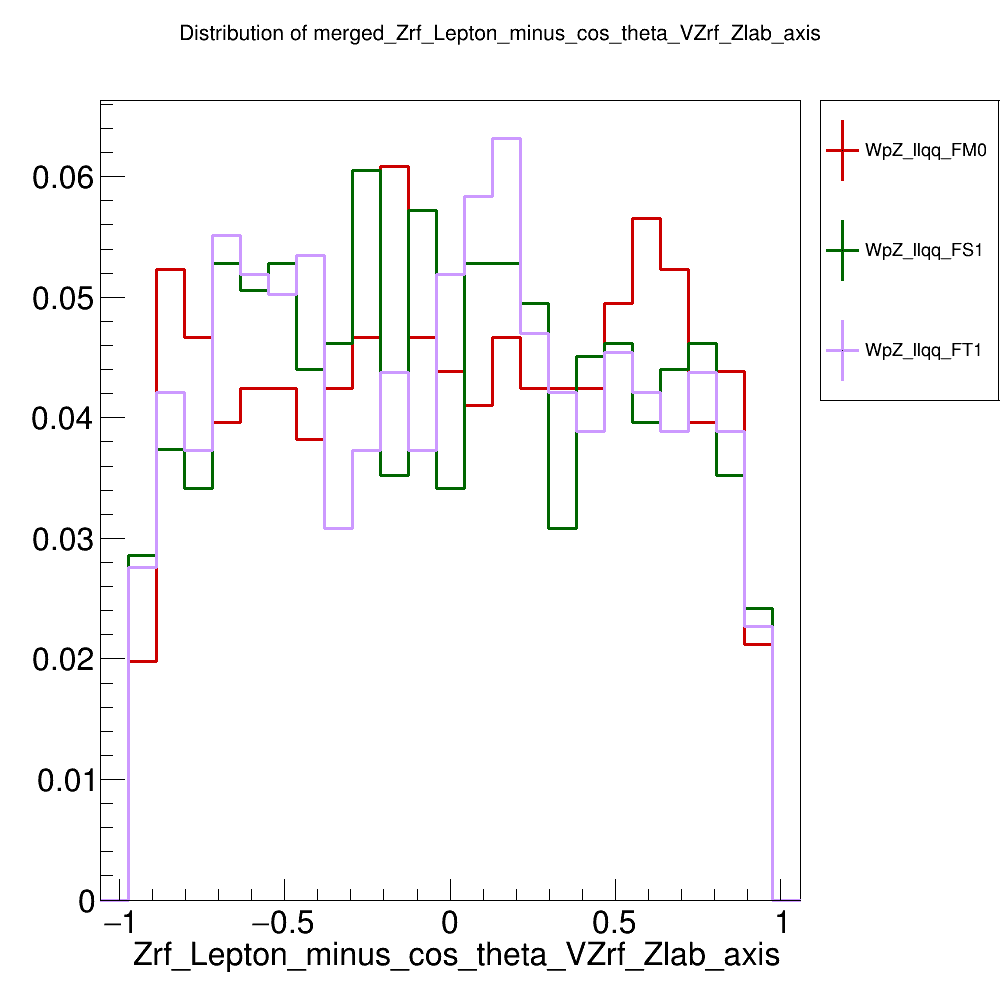 Distribution of merged_Zrf_Lepton_minus_cos_theta_VZrf_Zlab_axis
WpZ_llqq_FM0
WpZ_llqq_FS1
WpZ_llqq_FT1
0.06
0.05
0.04
0.03
0.02
0.01
0
−1 −0.5 0 0.5 1
Zrf_Lepton_minus_cos_theta_VZrf_Zlab_axis